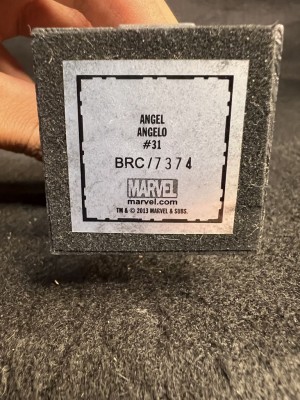 ANGEL
ANGELO
#31
BRC/7374
MARVEL
marvel.com
TM & © 2013 MARVEL & SUBS.